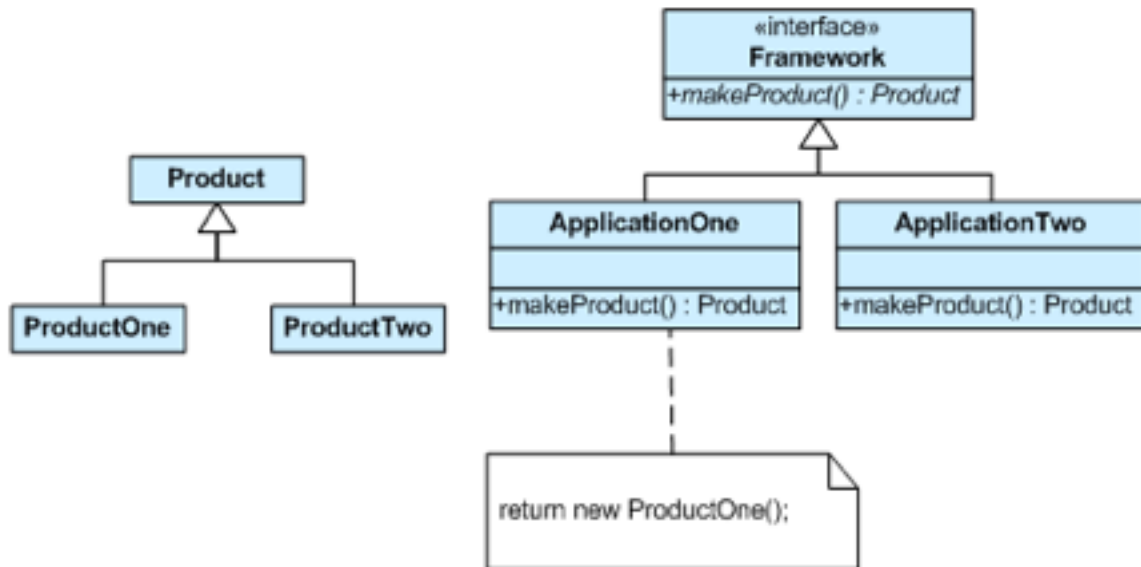 «interface»
Framework
+makeProduct() : Product
Product
ProductOne
ProductTwo
ApplicationOne
+makeProduct() : Product
ApplicationTwo
+makeProduct() : Product
return new ProductOne();